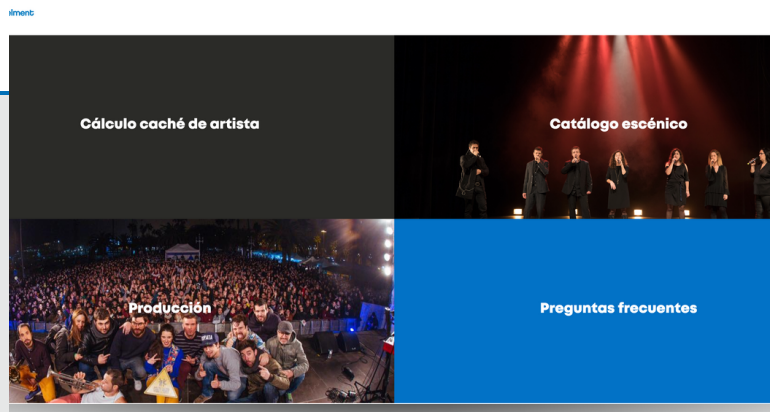 Cálculo caché de artista
Catálogo escénico
Producción
Preguntas frecuentes